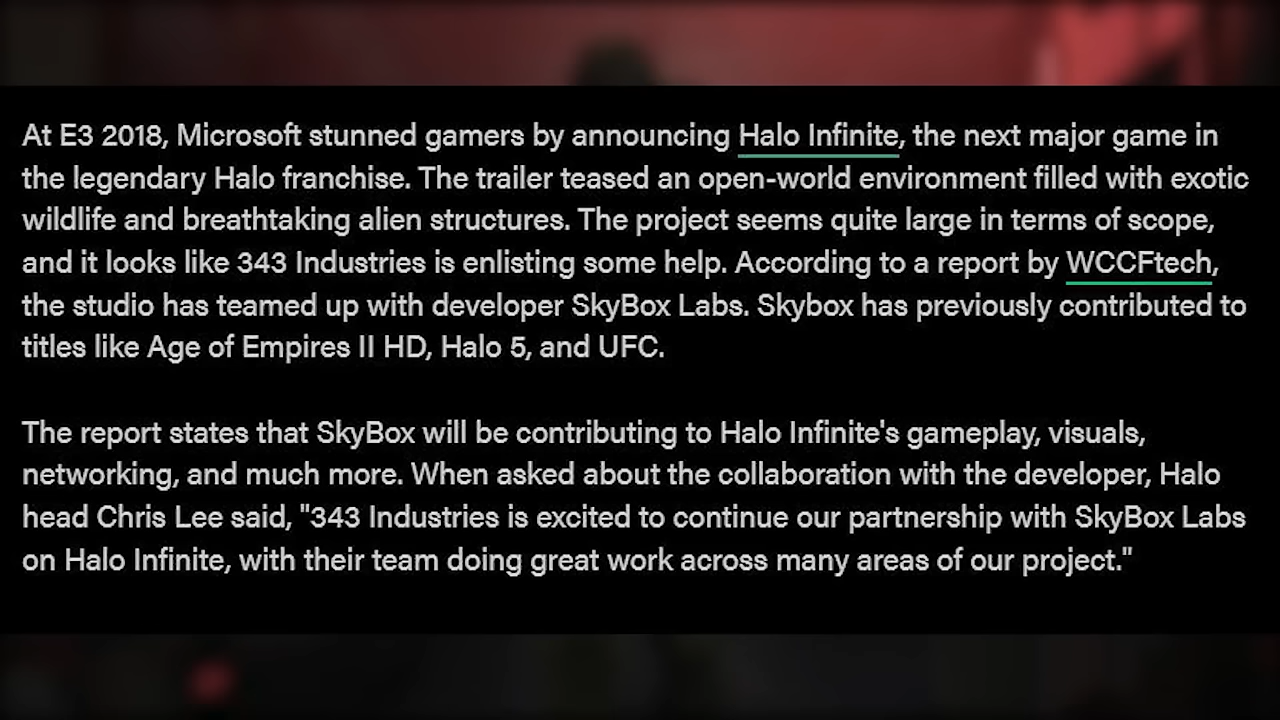 At E3 2018, Microsoft stunned gamers by announcing Halo Infinite, the next major game in
the legendary Halo franchise. The trailer teased an open-world environment filled with exotic
wildlife and breathtaking alien structures. The project seems quite large in terms of scope,
and it looks like 343 Industries is enlisting some help. According to a report by WCCFtech,
the studio has teamed up with developer SkyBox Labs. Skybox has previously contributed to
titles like Age of Empires II HD, Halo 5, and UFC.
The report states that SkyBox will be contributing to Halo Infinite's gameplay, visuals,
networking, and much more. When asked about the collaboration with the developer, Halo
head Chris Lee said, "343 Industries is excited to continue our partnership with SkyBox Labs
on Halo Infinite, with their team doing great work across many areas of our project."